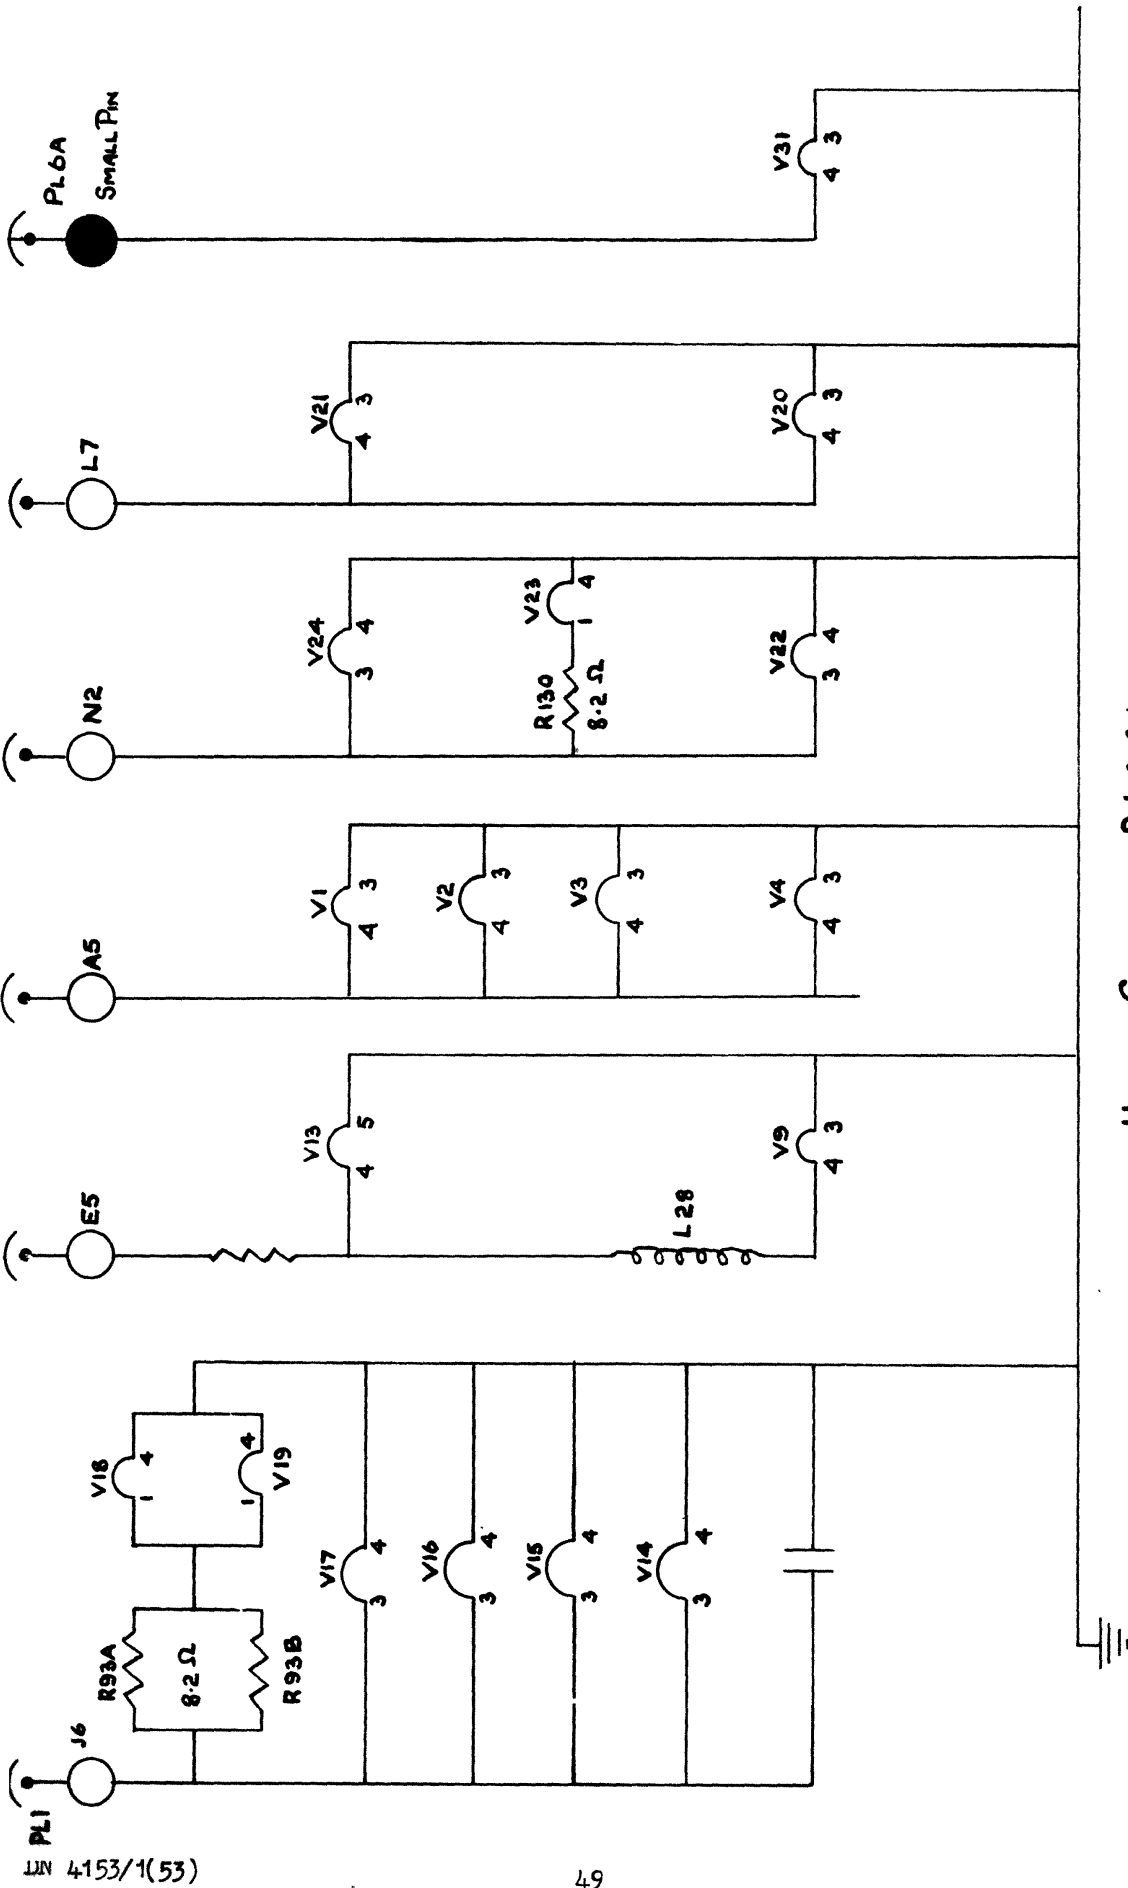 PL6A
SMALL PIN
V31
4 3
L7
V21
4 3
V20
4 3
N2
V24
3 4
V23
1 4
R130
8.2 Ω
V22
3 4
A5
V1
4 3
V2
4 3
V3
4 3
V4
4 3
E5
V13
4 5
L28
V9
4 3
PL1
J6
R93A
8.2 Ω
R93B
V18
1 4
V19
1 4
V17
3 4
V16
3 4
V15
3 4
V14
3 4
4153/1(53)
49